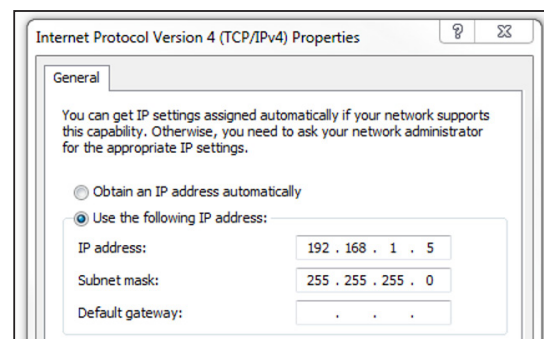 Internet Protocol Version 4 (TCP/IPv4) Properties
?
General
You can get IP settings assigned automatically if your network supports
this capability. Otherwise, you need to ask your network administrator
for the appropriate IP settings.
Obtain an IP address automatically
Use the following IP address:
IP address: 192 . 168 . 1 . 5
Subnet mask: 255 . 255 . 255 . 0
Default gateway: . . .